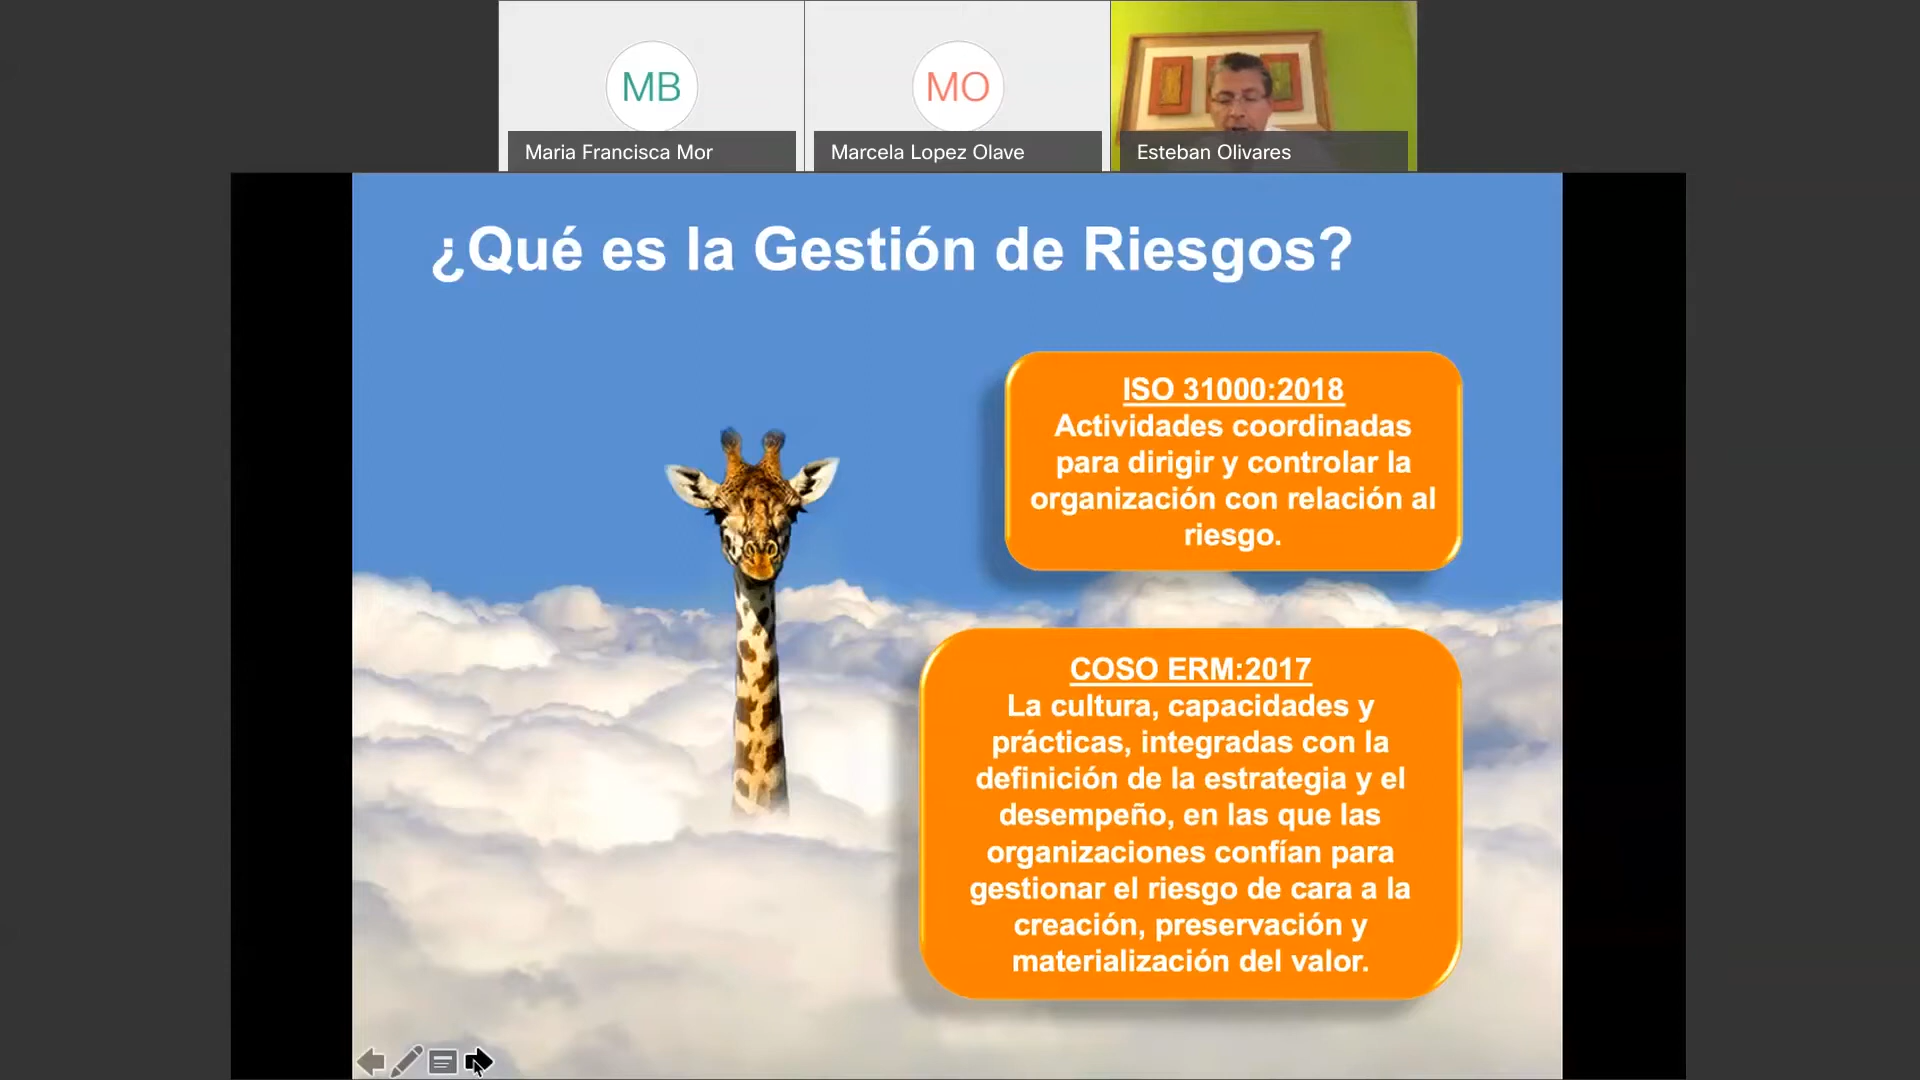 MB
MO
Maria Francisca Mor
Marcela Lopez Olave
Esteban Olivares
¿Qué es la Gestión de Riesgos?
ISO 31000:2018
Actividades coordinadas
para dirigir y controlar la
organización con relación al
riesgo.
COSO ERM:2017
La cultura, capacidades y
prácticas, integradas con la
definición de la estrategia y el
desempeño, en las que las
organizaciones confían para
gestionar el riesgo de cara a la
creación, preservación y
materialización del valor.